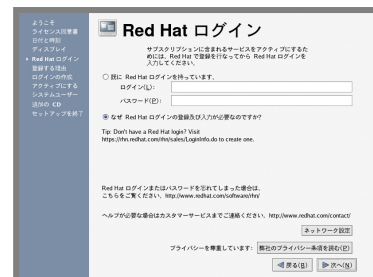 ようこそ
ライセンス同意書
日付と時刻
ディスプレイ
Red Hat ログイン
登録する理由
ログインの作成
アクティブにする
システムユーザー
追加の CD
セットアップを終了
Red Hat ログイン
サブスクリプションに含まれるサービスをアクティブにするた
めには、Red Hat で登録を行なってから Red Hat ログインを
入力してください。
既に Red Hat ログインを持っています。
ログイン(L):
パスワード(P):
なぜ Red Hat ログインの登録及び入力が必要なのですか?
Tip: Don't have a Red Hat login? Visit
https://rhn.redhat.com/rhn/sales/LoginInfo.do to create one.
Red Hat ログインまたはパスワードを忘れてしまった場合は、
こちらをご覧ください、http://www.redhat.com/software/rhn/
ヘルプが必要な場合はカスタマーサービスまでご連絡ください、http://www.redhat.com/contact/
ネットワーク設定
プライバシーを尊重しています:
弊社のプライバシー条項を読む(P)
戻る(B)
次へ(N)